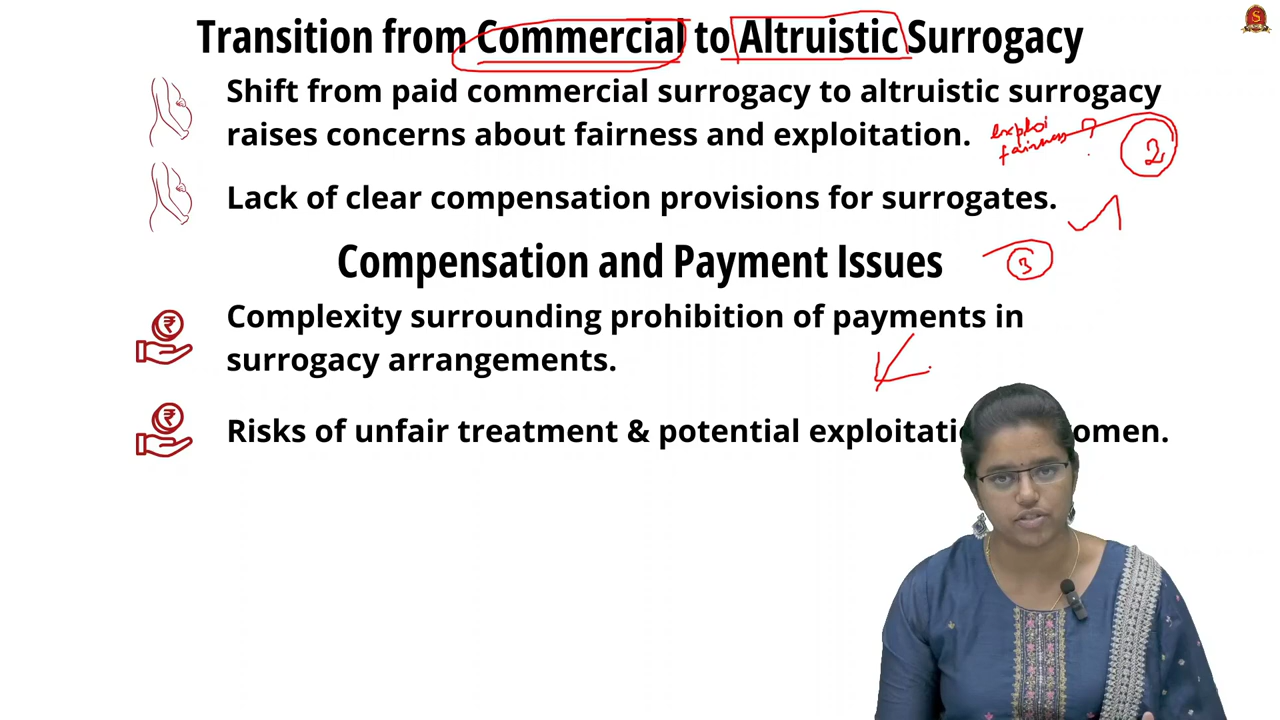 Transition from Commercial to Altruistic Surrogacy
Shift from paid commercial surrogacy to altruistic surrogacy
raises concerns about fairness and exploitation.
exploi
fairness
2
Lack of clear compensation provisions for surrogates.
Compensation and Payment Issues
3
Complexity surrounding prohibition of payments in
surrogacy arrangements.
Risks of unfair treatment & potential
S